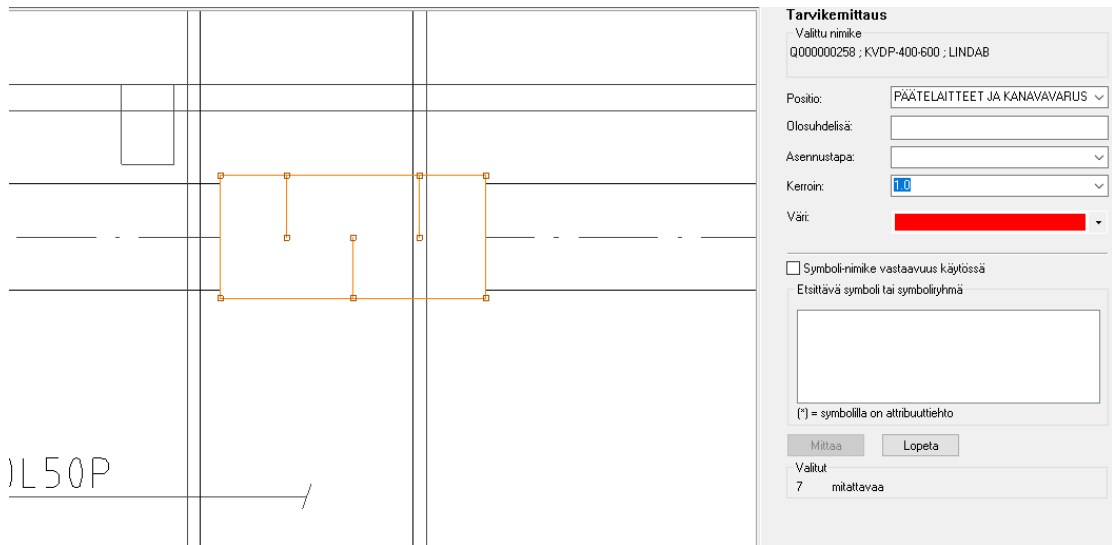 Tarvikemittaus
Valittu nimike
Q000000258 ; KVDP-400-600 ; LINDAB
Positio: PÄÄTELAITTEET JA KANAVAVARUS
Olosuhdelisä:
Asennustapa:
Kerroin: 1.0
Väri:
Symboli-nimike vastaavuus käytössä
Etsittävä symboli tai symboliryhmä
(*) = symbolilla on attribuuttiehto
Mittaa Lopeta
Valitut
7 mitattavaa
L50P